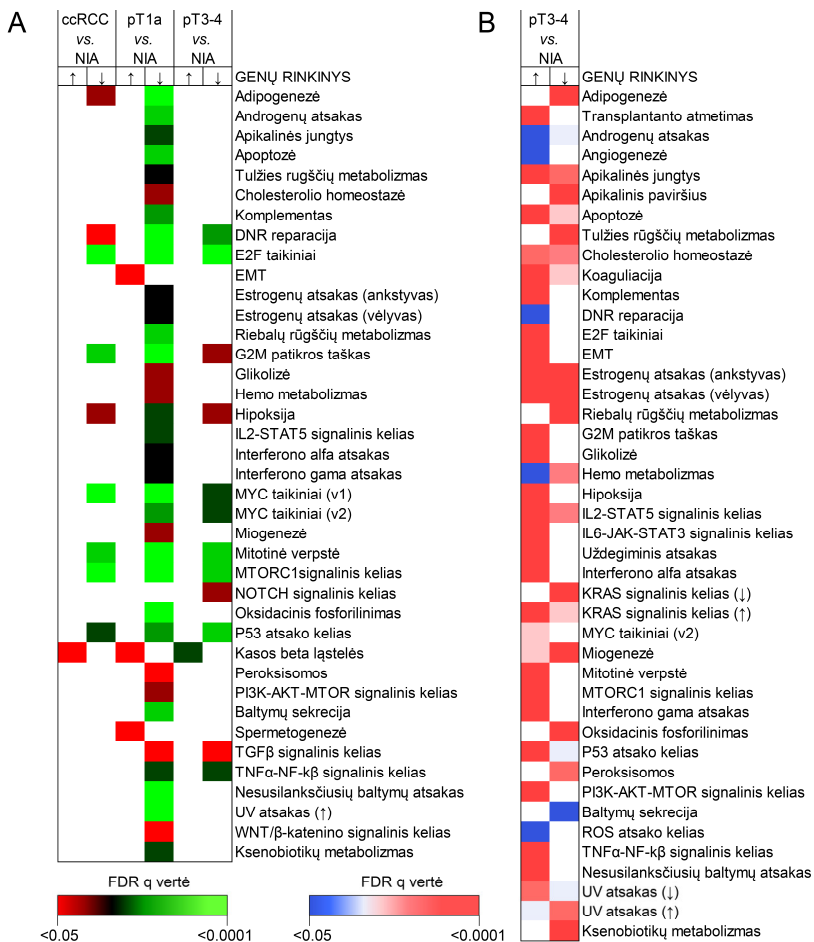 A
ccRCC
vs.
NIA
pT1a
vs.
NIA
pT3-4
vs.
NIA
↑ ↓ ↑ ↓ ↑ ↓ GENŲ RINKINYS
Adipogenezė
Androgenų atsakas
Apikalinės jungtys
Apoptozė
Tulžies rugščių metabolizmas
Cholesterolio homeostazė
Komplementas
DNR reparacija
E2F taikiniai
EMT
Estrogenų atsakas (ankstyvas)
Estrogenų atsakas (vėlyvas)
Riebalų rūgščių metabolizmas
G2M patikros taškas
Glikolizė
Hemo metabolizmas
Hipoksija
IL2-STAT5 signalinis kelias
Interferono alfa atsakas
Interferono gama atsakas
MYC taikiniai (v1)
MYC taikiniai (v2)
Miogenezė
Mitotinė verpstė
MTORC1signalinis kelias
NOTCH signalinis kelias
Oksidacinis fosforilinimas
P53 atsako kelias
Kasos beta ląstelės
Peroksisomos
PI3K-AKT-MTOR signalinis kelias
Baltymų sekrecija
Spermetogenezė
TGFβ signalinis kelias
TNFα-NF-kβ signalinis kelias
Nesusilanksčiusių baltymų atsakas
UV atsakas (↑)
WNT/β-katenino signalinis kelias
Ksenobiotikų metabolizmas
FDR q vertė
<0.05 <0.0001
B
pT3-4
vs.
NIA
↑ ↓ GENŲ RINKINYS
Adipogenezė
Transplantanto atmetimas
Androgenų atsakas
Angiogenezė
Apikalinės jungtys
Apikalinis paviršius
Apoptozė
Tulžies rūgščių metabolizmas
Cholesterolio homeostazė
Koaguliacija
Komplementas
DNR reparacija
E2F taikiniai
EMT
Estrogenų atsakas (ankstyvas)
Estrogenų atsakas (vėlyvas)
Riebalų rūgščių metabolizmas
G2M patikros taškas
Glikolizė
Hemo metabolizmas
Hipoksija
IL2-STAT5 signalinis kelias
IL6-JAK-STAT3 signalinis kelias
Uždegiminis atsakas
Interferono alfa atsakas
KRAS signalinis kelias (↓)
KRAS signalinis kelias (↑)
MYC taikiniai (v2)
Miogenezė
Mitotinė verpstė
MTORC1 signalinis kelias
Interferono gama atsakas
Oksidacinis fosforilinimas
P53 atsako kelias
Peroksisomos
PI3K-AKT-MTOR signalinis kelias
Baltymų sekrecija
ROS atsako kelias
TNFα-NF-kβ signalinis kelias
Nesusilanksčiusių baltymų atsakas
UV atsakas (↓)
UV atsakas (↑)
Ksenobiotikų metabolizmas
FDR q vertė
<0.05 <0.0001